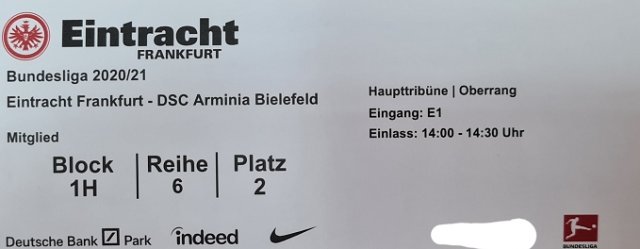 Eintracht
FRANKFURT
Bundesliga 2020/21
Eintracht Frankfurt - DSC Arminia Bielefeld
Mitglied
Block Reihe Platz
1H 6 2
Haupttribüne | Oberrang
Eingang: E1
Einlass: 14:00 - 14:30 Uhr
Deutsche Bank Park indeed
BUNDESLIGA